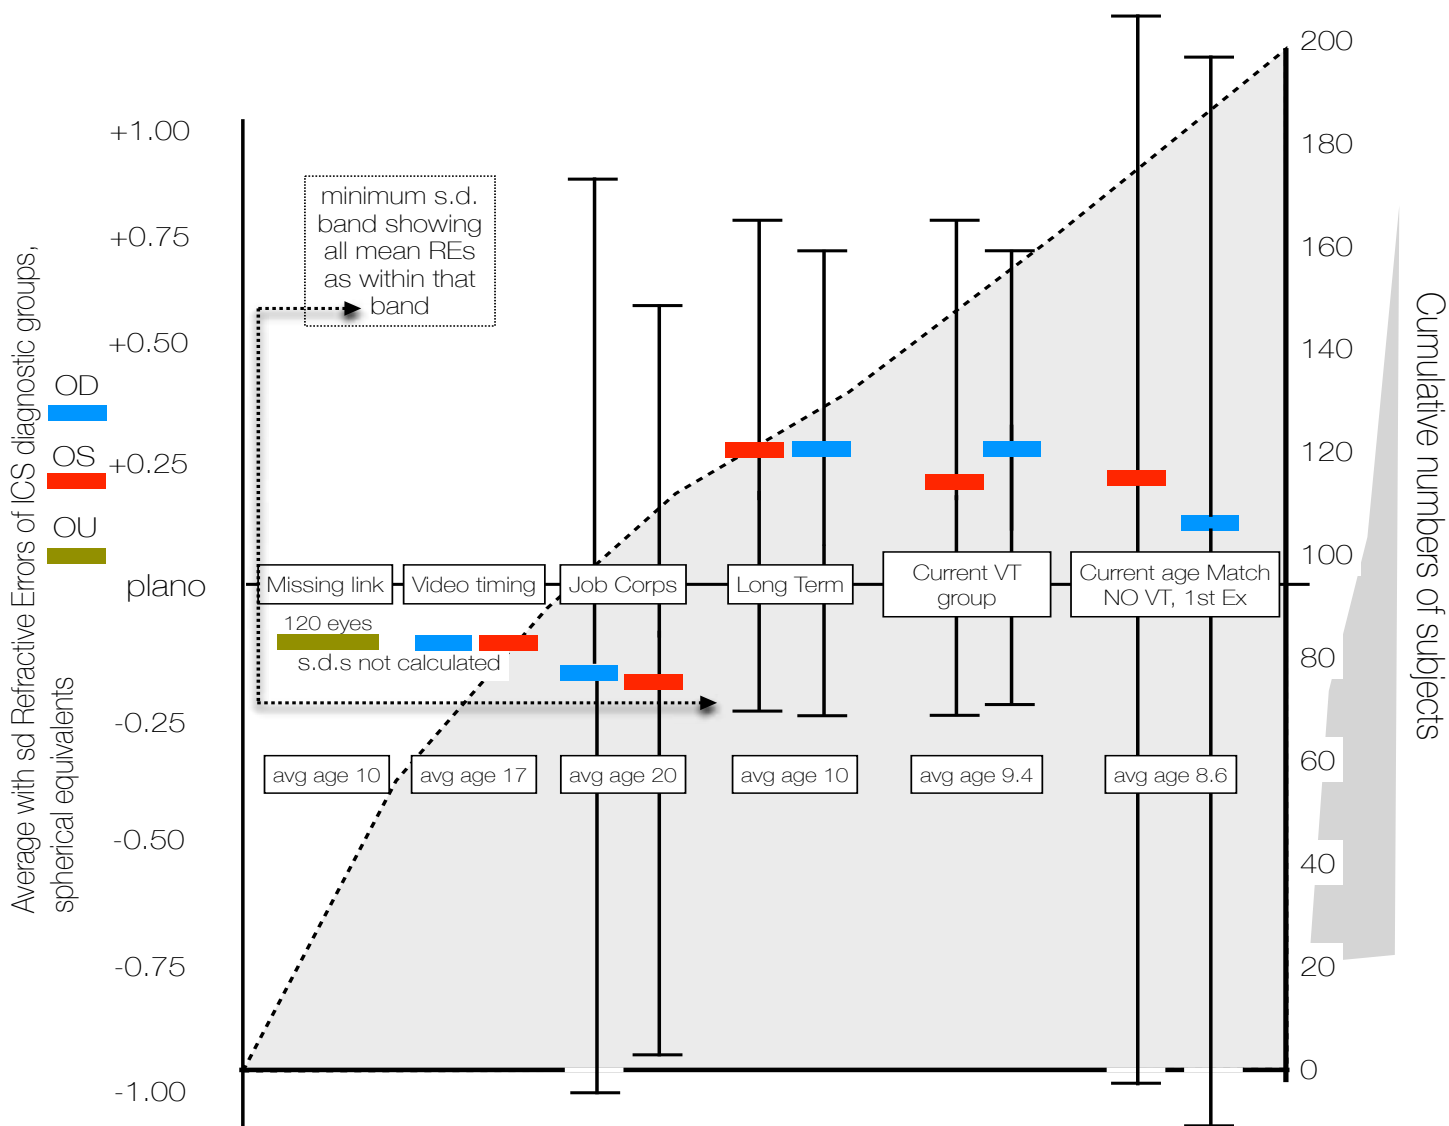 Average with sd Refractive Errors of ICS diagnostic groups,
spherical equivalents
OD
OS
OU
+1.00
+0.75
+0.50
+0.25
plano
-0.25
-0.50
-0.75
-1.00
minimum s.d.
band showing
all mean REs
as within that
band
Missing link
Video timing
Job Corps
Long Term
Current VT
group
Current age Match
NO VT, 1st Ex
120 eyes
s.d.s not calculated
avg age 10
avg age 17
avg age 20
avg age 10
avg age 9.4
avg age 8.6
200
180
160
140
120
100
80
60
40
20
0
Cumulative numbers of subjects